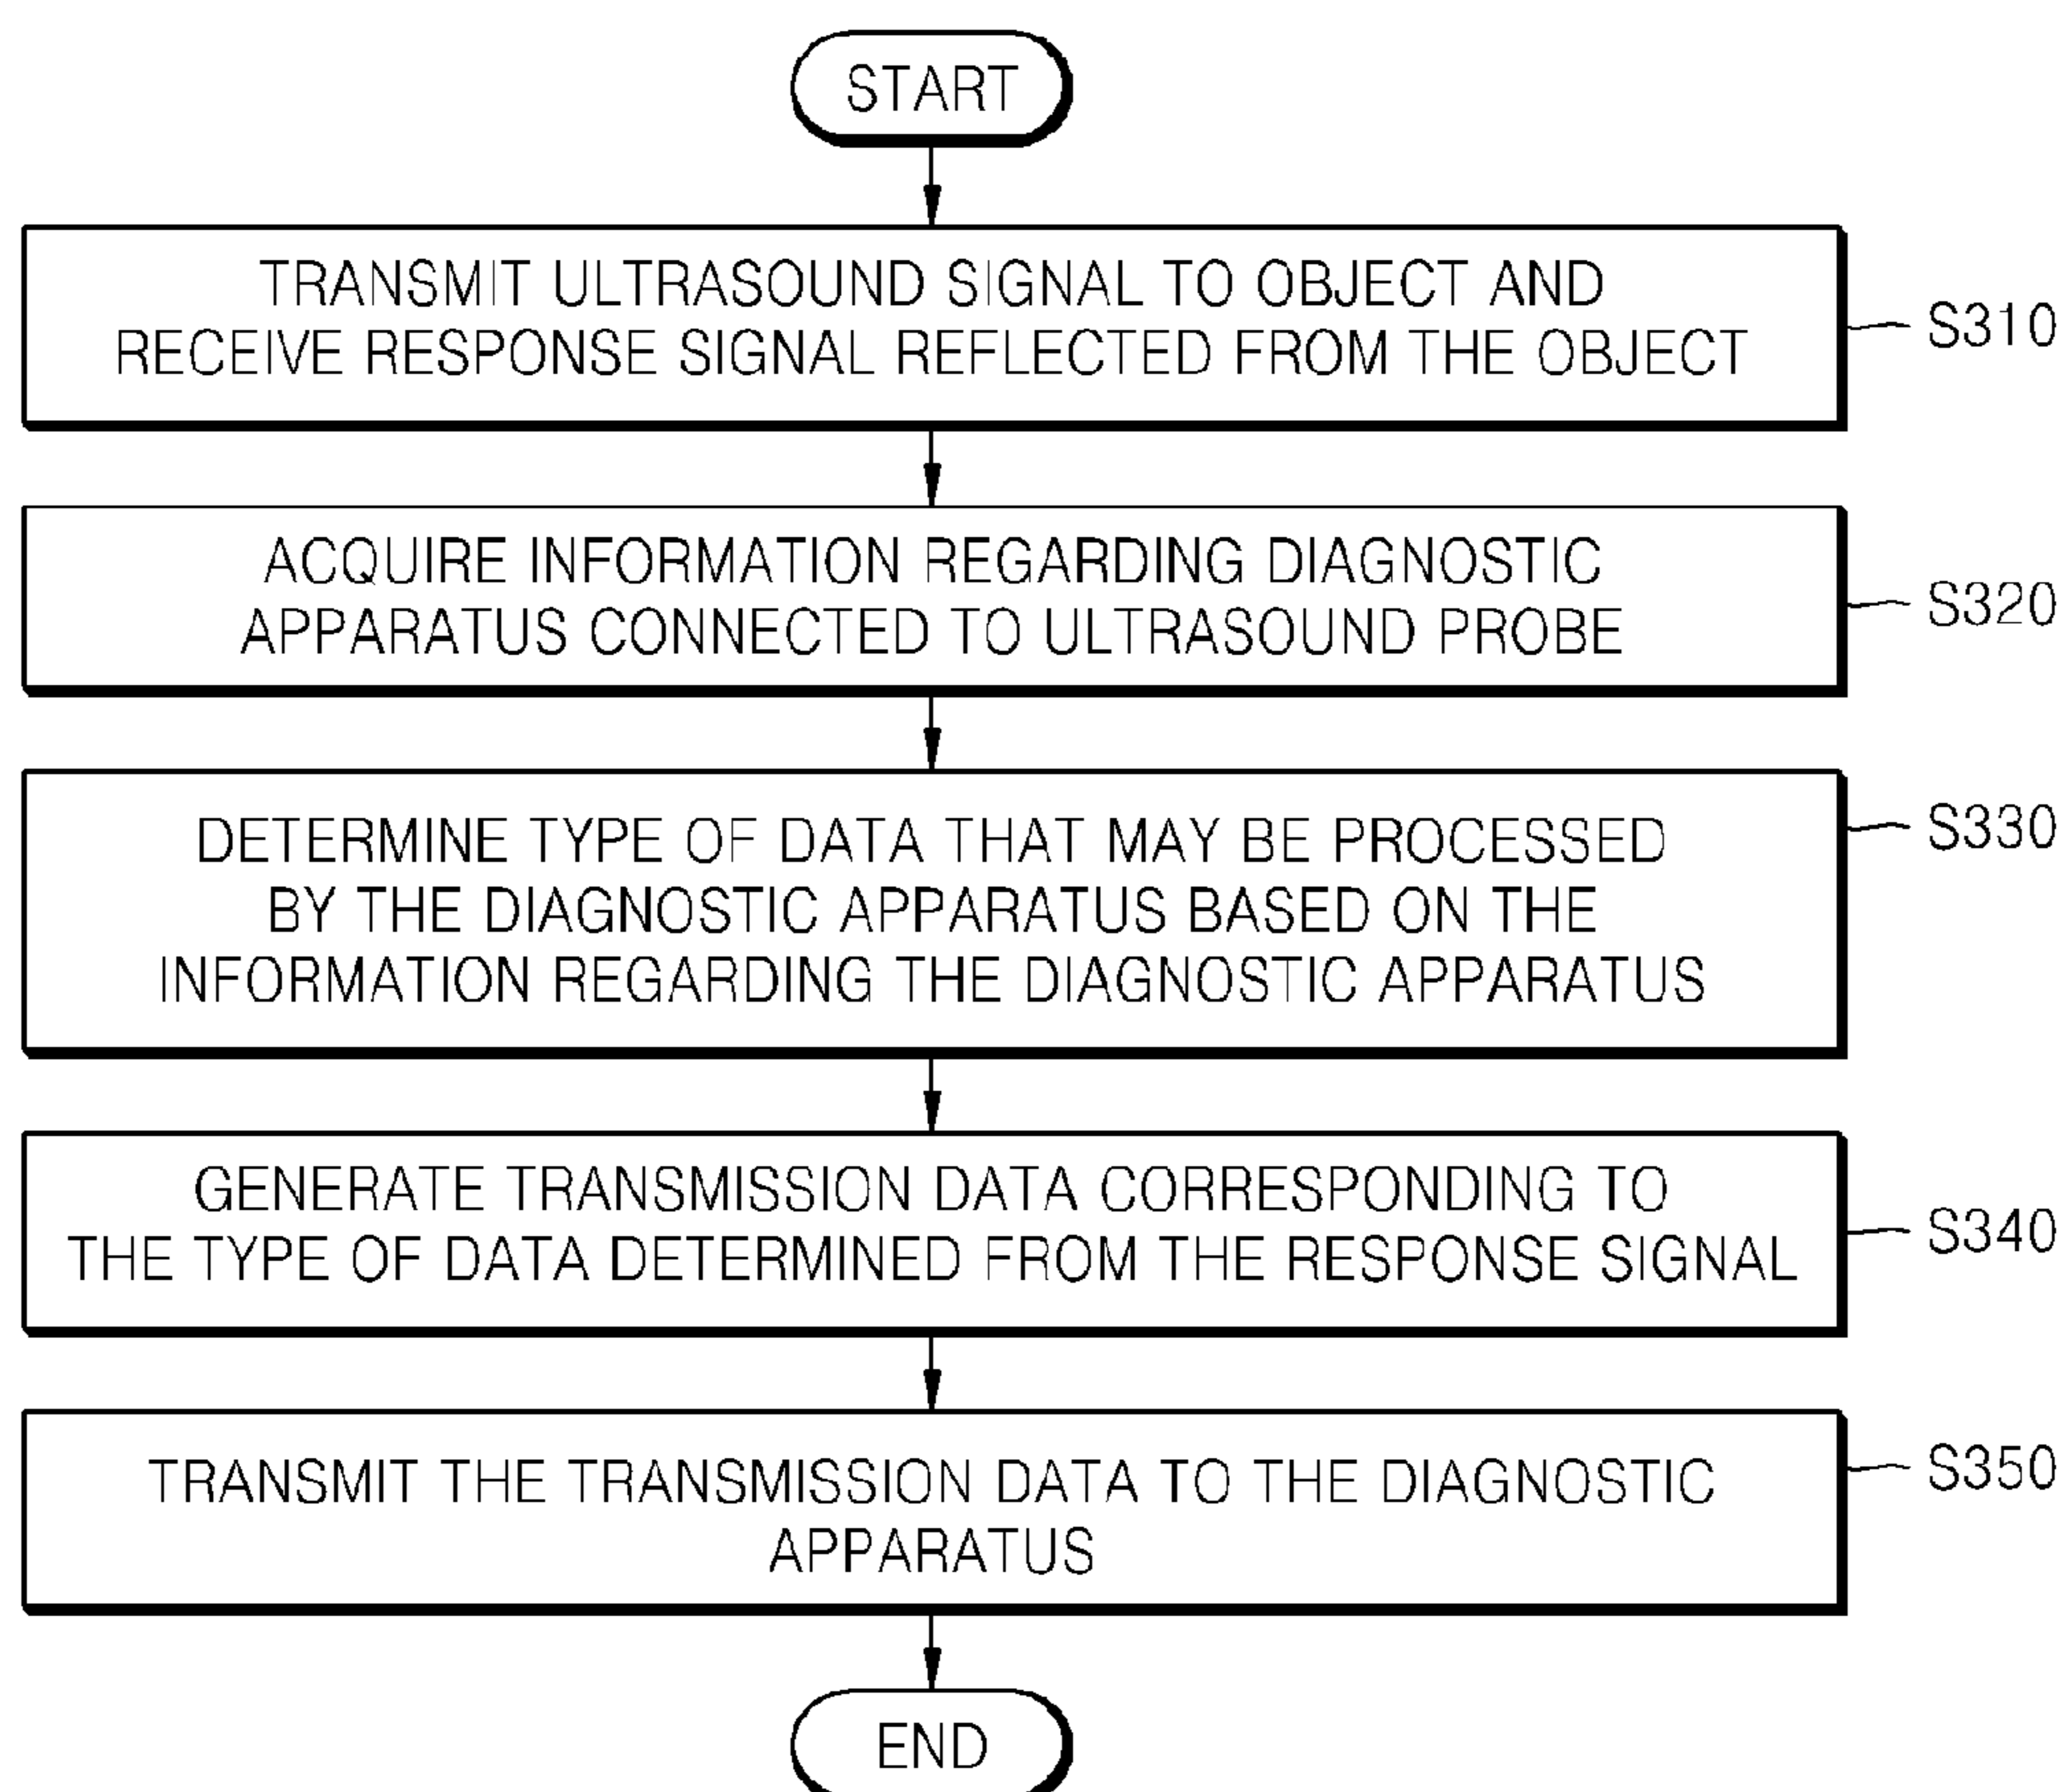 START
TRANSMIT ULTRASOUND SIGNAL TO OBJECT AND
RECEIVE RESPONSE SIGNAL REFLECTED FROM THE OBJECT
S310
ACQUIRE INFORMATION REGARDING DIAGNOSTIC
APPARATUS CONNECTED TO ULTRASOUND PROBE
S320
DETERMINE TYPE OF DATA THAT MAY BE PROCESSED
BY THE DIAGNOSTIC APPARATUS BASED ON THE
INFORMATION REGARDING THE DIAGNOSTIC APPARATUS
S330
GENERATE TRANSMISSION DATA CORRESPONDING TO
THE TYPE OF DATA DETERMINED FROM THE RESPONSE SIGNAL
S340
TRANSMIT THE TRANSMISSION DATA TO THE DIAGNOSTIC
APPARATUS
S350
END